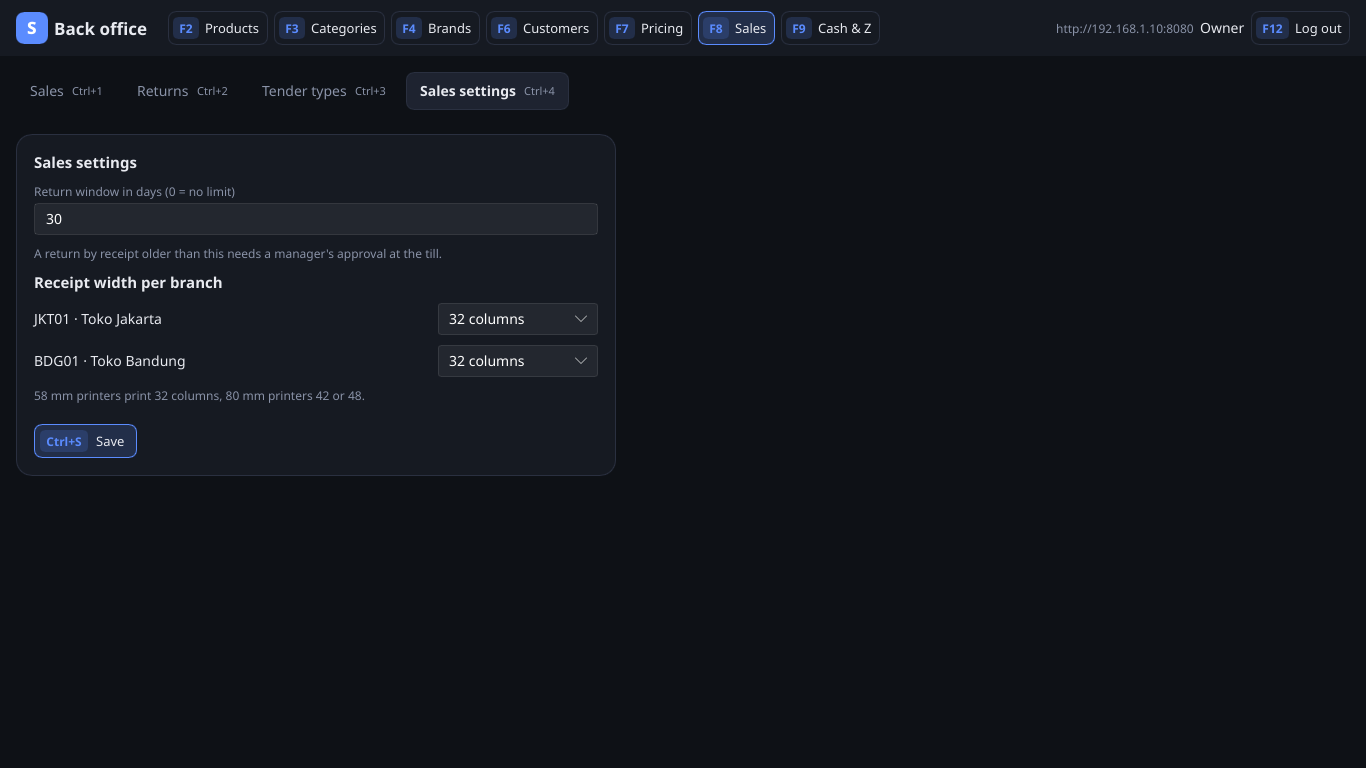 S Back office F2 Products F3 Categories F4 Brands F6 Customers F7 Pricing F8 Sales F9 Cash & Z http://192.168.1.10:8080 Owner F12 Log out
Sales Ctrl+1 Returns Ctrl+2 Tender types Ctrl+3 Sales settings Ctrl+4
Sales settings
Return window in days (0 = no limit)
30
A return by receipt older than this needs a manager's approval at the till.
Receipt width per branch
JKT01 · Toko Jakarta 32 columns
BDG01 · Toko Bandung 32 columns
58 mm printers print 32 columns, 80 mm printers 42 or 48.
Ctrl+S Save